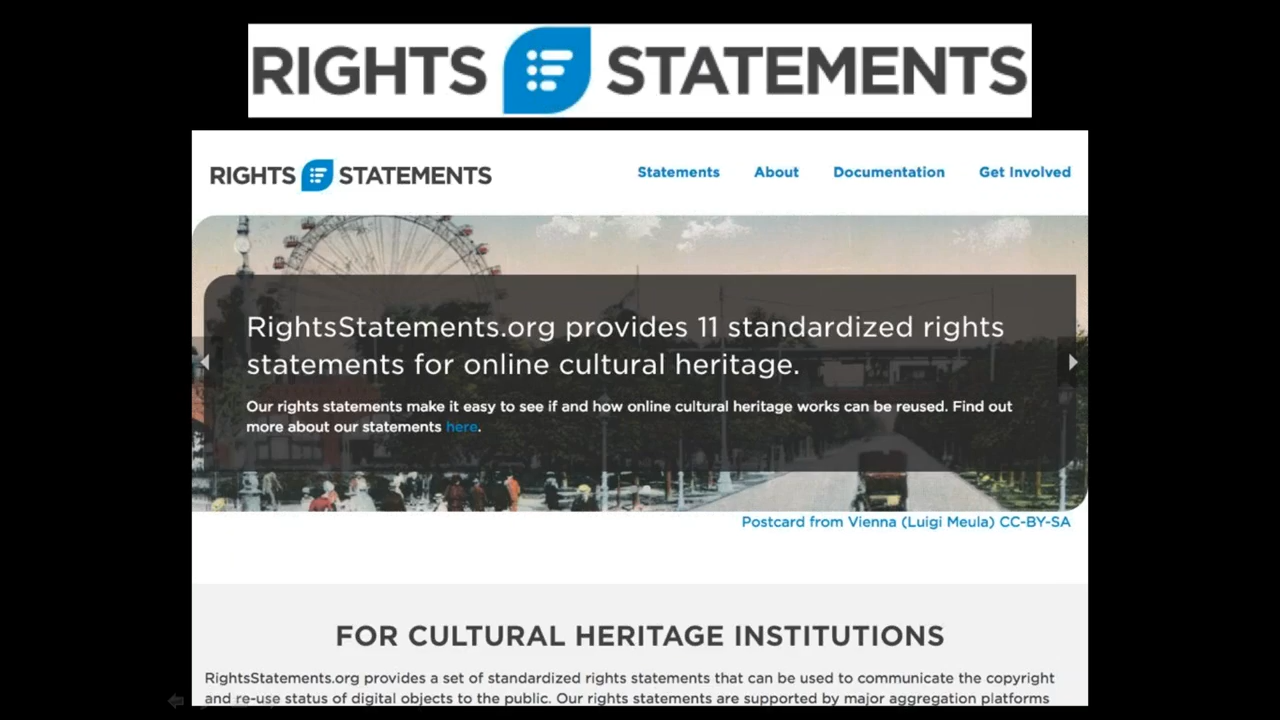 RIGHTS STATEMENTS
RIGHTS STATEMENTS
Statements About Documentation Get Involved
RightsStatements.org provides 11 standardized rights
statements for online cultural heritage.
Our rights statements make it easy to see if and how online cultural heritage works can be reused. Find out
more about our statements here.
Postcard from Vienna (Luigi Meula) CC-BY-SA
FOR CULTURAL HERITAGE INSTITUTIONS
RightsStatements.org provides a set of standardized rights statements that can be used to communicate the copyright
and re-use status of digital objects to the public. Our rights statements are supported by major aggregation platforms